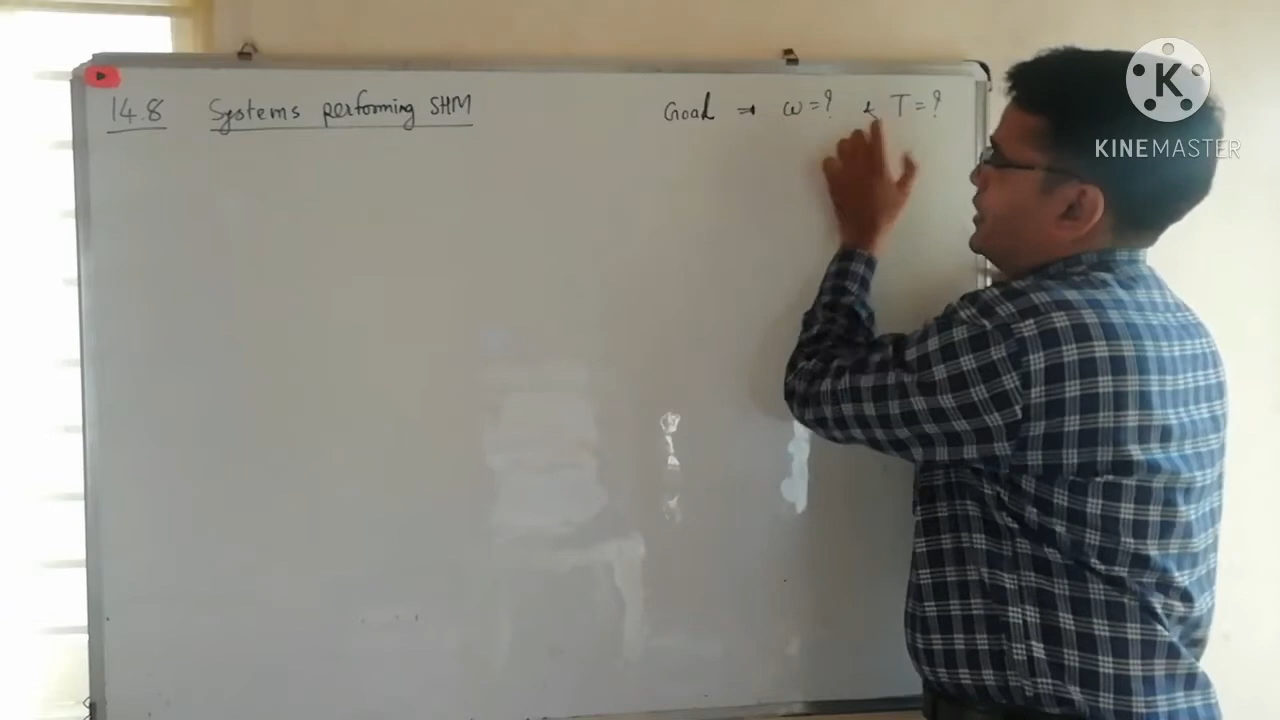 14.8 Systems performing SHM Goal → ω = ? & T = ?
K
KINEMASTER